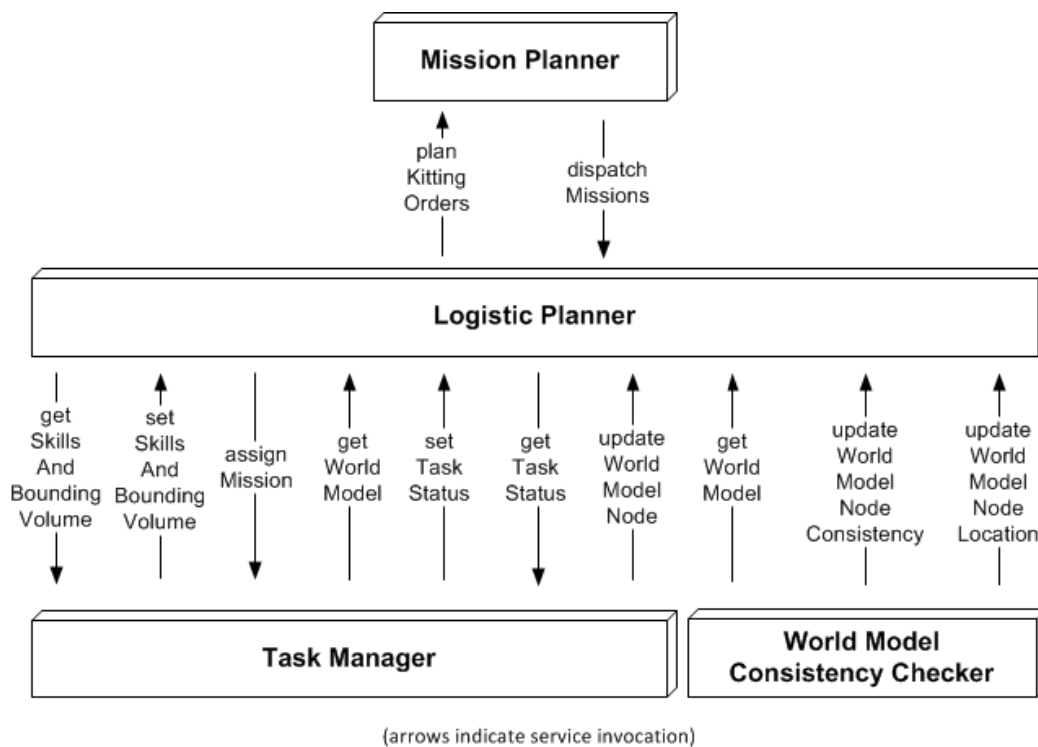 Mission Planner
plan
Kitting
Orders
dispatch
Missions
Logistic Planner
get
Skills
And
Bounding
Volume
set
Skills
And
Bounding
Volume
assign
Mission
get
World
Model
set
Task
Status
get
Task
Status
update
World
Model
Node
get
World
Model
update
World
Model
Node
Consistency
update
World
Model
Node
Location
Task Manager
World Model
Consistency Checker
(arrows indicate service invocation)